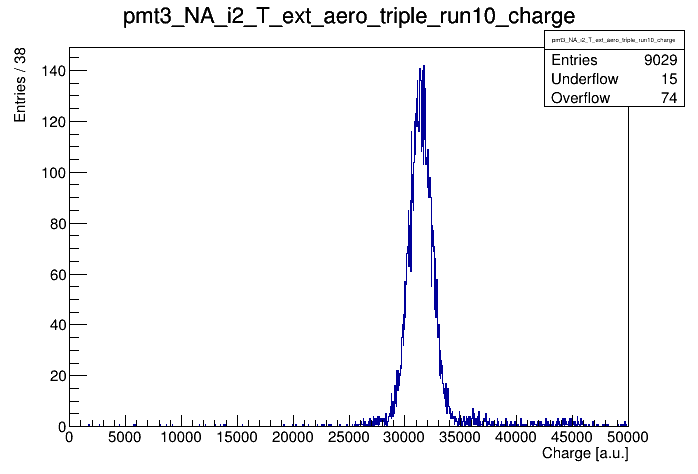 pmt3_NA_i2_T_ext_aero_triple_run10_charge
pmt3_NA_i2_T_ext_aero_triple_run10_charge
Entries 9029
Underflow 15
Overflow 74
Entries / 38
140
120
100
80
60
40
20
0
0 5000 10000 15000 20000 25000 30000 35000 40000 45000 50000
Charge [a.u.]